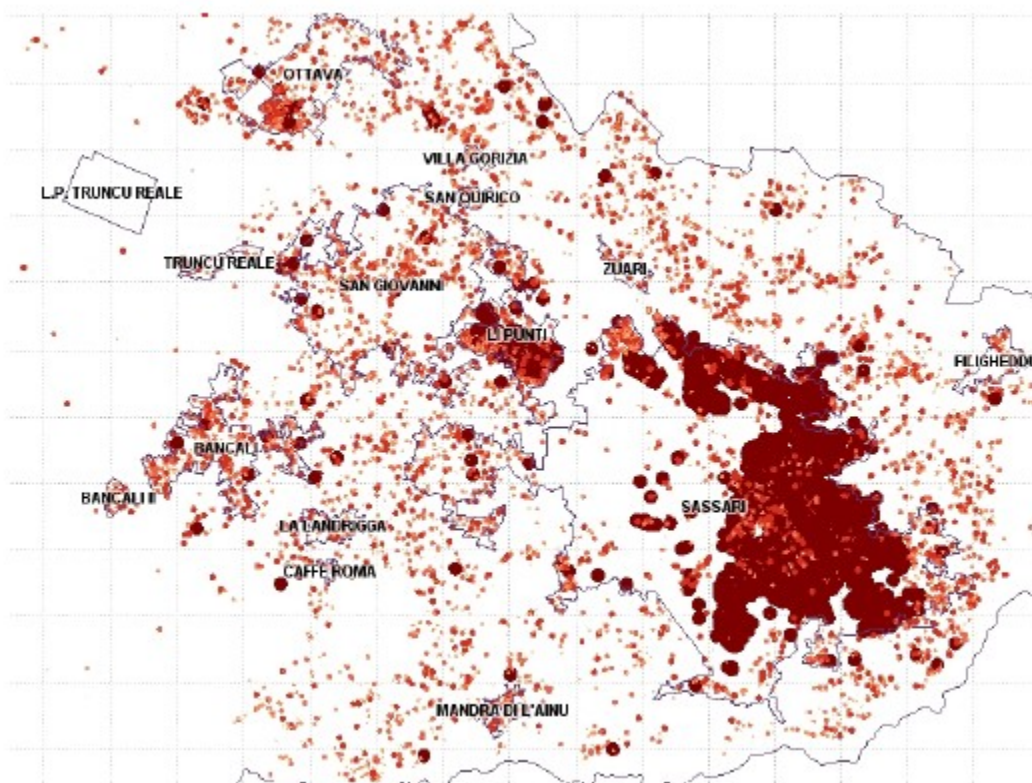 OTTAVA
VILLA GORIZIA
L.P. TRUNCU REALE
SAN QUIRICO
TRUNCU REALE
ZUARI
SAN GIOVANNI
LI PUNTI
FILIGHEDDU
BANCALI
BANCALI II
SASSARI
LA LANDRIGGA
CAFFE ROMA
MANDRA DI L'AINU